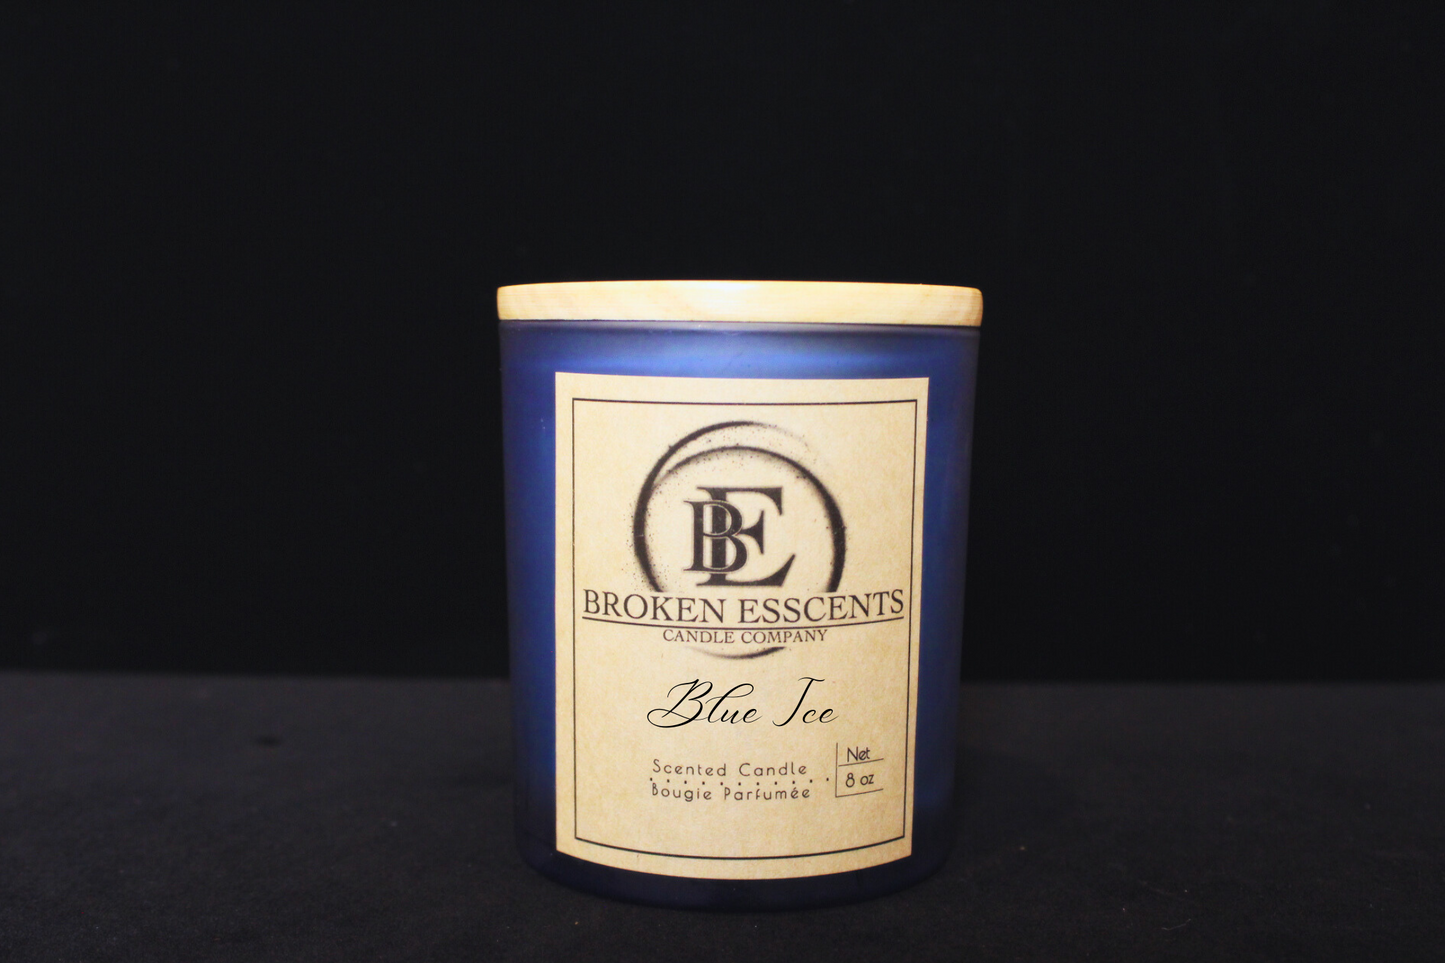 BE
BROKEN ESSCENTS
CANDLE COMPANY
Blue Ice
Scented Candle
Bougie Parfumée
Net
8 oz